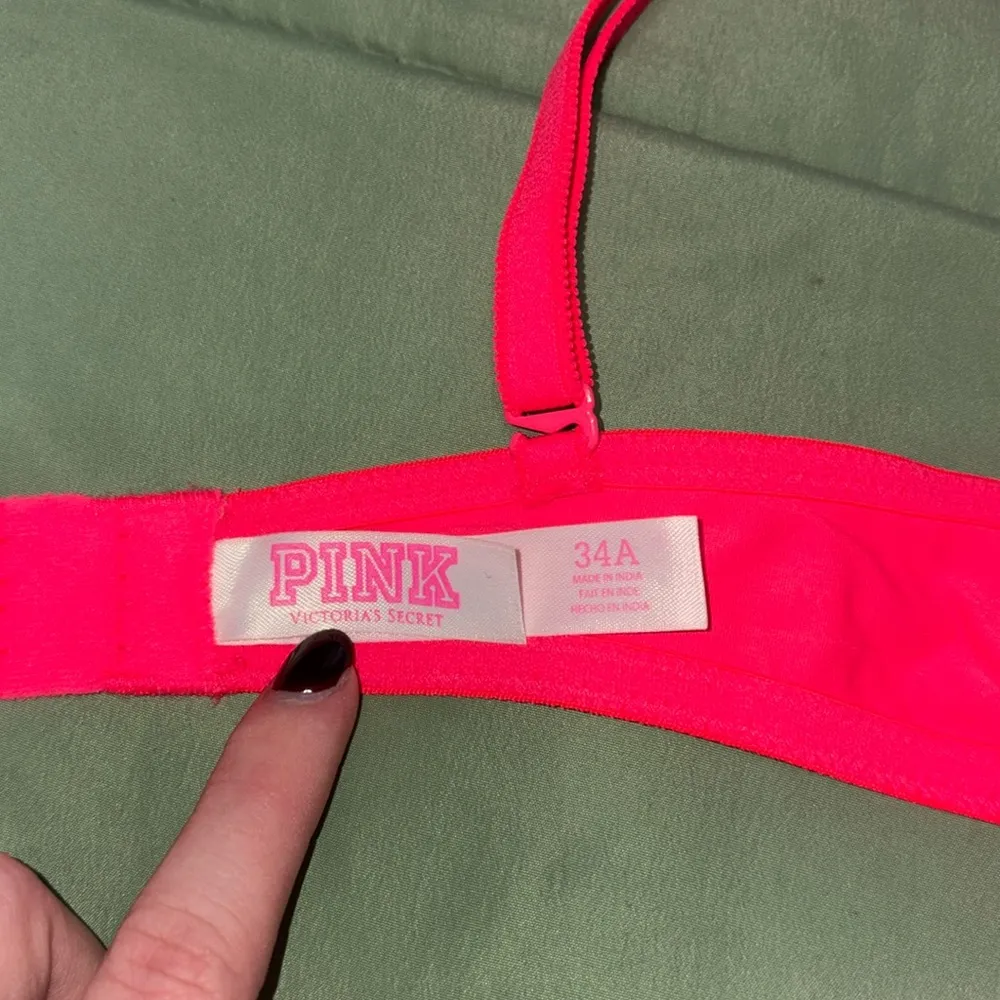 PINK
VICTORIA'S SECRET
34A
MADE IN INDIA
FAIT EN INDE
HECHO EN INDIA